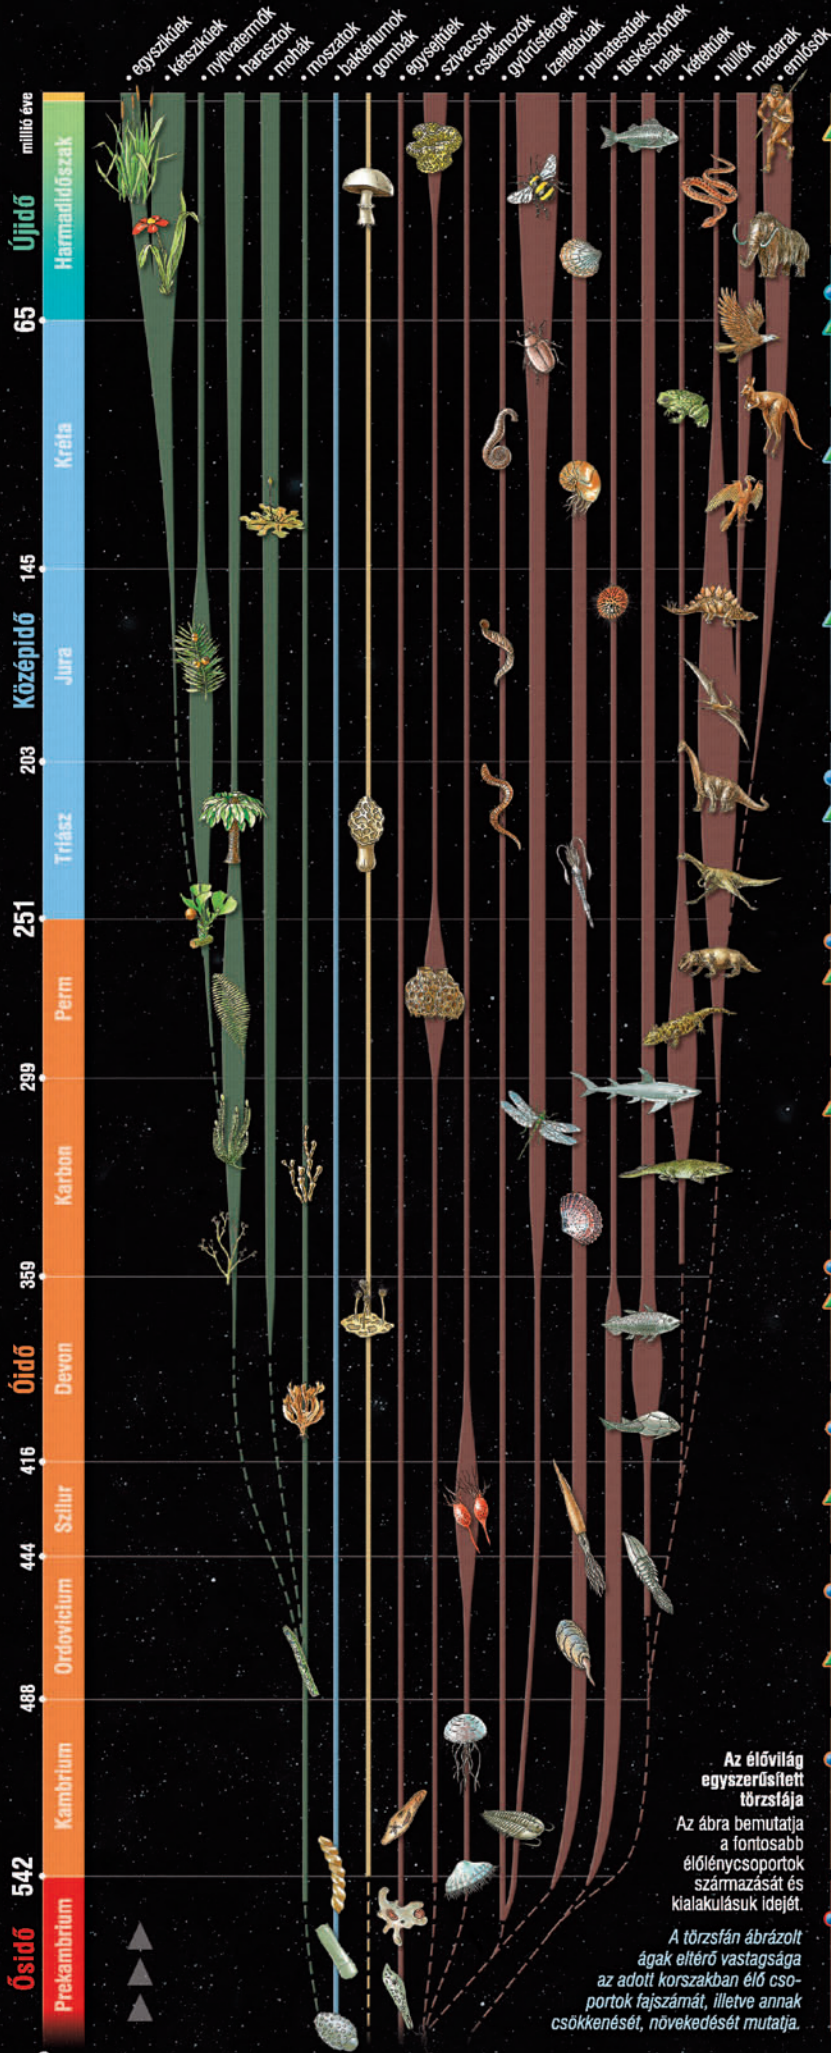 egyszikűek
kétszikűek
nyitvatermők
harasztok
mohák
moszatok
baktériumok
gombák
egysejtűek
szivacsok
csalánozók
gyűrűsférgek
ízeltlábúak
puhatestűek
tüskésbőrűek
halak
kétéltűek
hüllők
madarak
emlősök
millió éve
Újidő
Harmadidőszak
65
Kréta
145
Középidő
Jura
203
Triász
251
Perm
299
Karbon
359
Óidő
Devon
416
Szilur
444
Ordovícium
488
Kambrium
542
Ősidő
Prekambrium
Az élővilág
egyszerűsített
törzsfája
Az ábra bemutatja
a fontosabb
élőlénycsoportok
származását és
kialakulásuk idejét.
A törzsfán ábrázolt
ágak eltérő vastagsága
az adott korszakban élő cso-
portok fajszámát, illetve annak
csökkenését, növekedését mutatja.